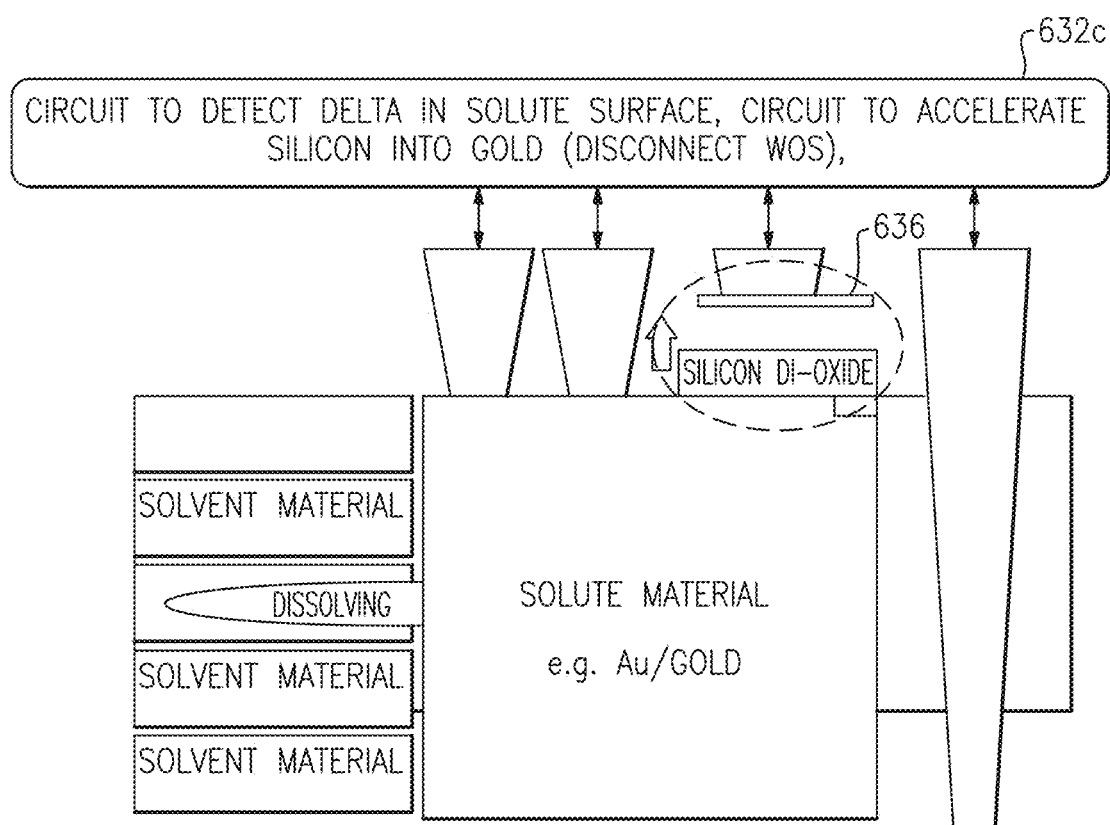 632c
CIRCUIT TO DETECT DELTA IN SOLUTE SURFACE, CIRCUIT TO ACCELERATE
SILICON INTO GOLD (DISCONNECT WOS),
636
SILICON DI-OXIDE
SOLVENT MATERIAL
DISSOLVING
SOLUTE MATERIAL
e.g. Au/GOLD
SOLVENT MATERIAL
SOLVENT MATERIAL